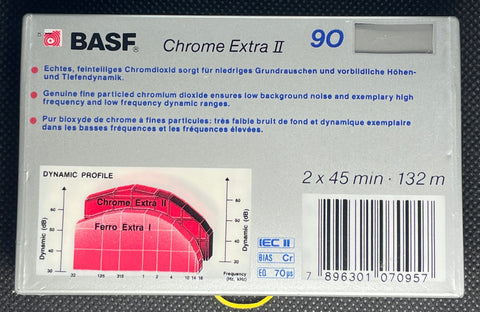 BASF® Chrome Extra II 90
• Echtes, feinteiliges Chromdioxid sorgt für niedriges Grundrauschen und vorbildliche Höhen-
und Tiefendynamik.
• Genuine fine particled chromium dioxide ensures low background noise and exemplary high
frequency and low frequency dynamic ranges.
• Pur bioxyde de chrome à fines particules: très faible bruit de fond et dynamique exemplaire
dans les basses fréquences et les fréquences élevées.
DYNAMIC PROFILE
2 x 45 min · 132 m
Chrome Extra II
Ferro Extra I
Dynamic (dB)
60
50
40
30
Dynamic (dB)
60
50
40
30
32 125 315 1 2 4 6 10 14 18
Frequency
(Hz, kHz)
IEC II
BIAS Cr
EQ 70 µs
7 896301 070957